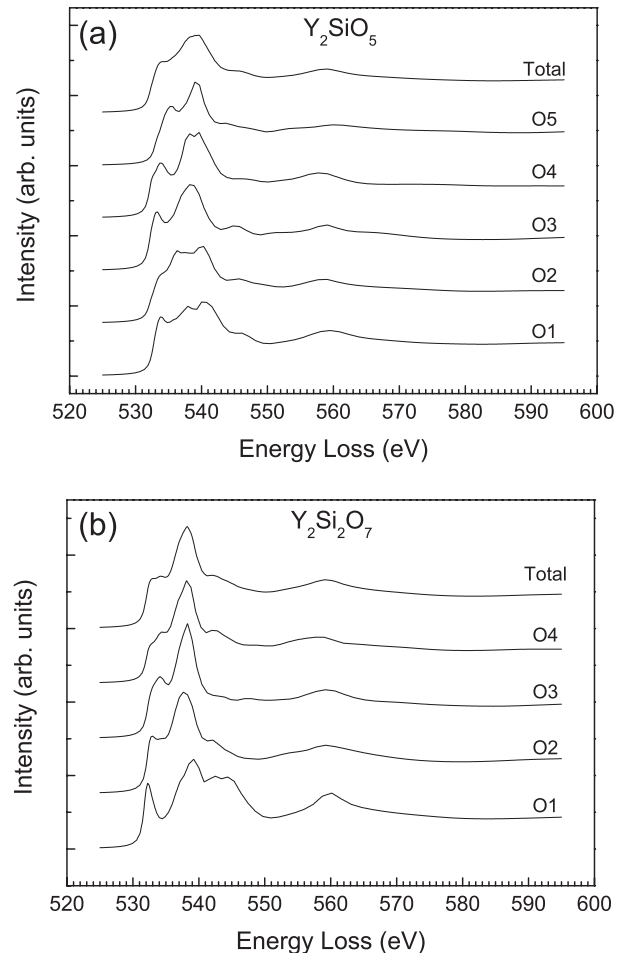 (a)
Y₂SiO₅
Total
O5
O4
O3
O2
O1
Intensity (arb. units)
520 530 540 550 560 570 580 590 600
Energy Loss (eV)
(b)
Y₂Si₂O₇
Total
O4
O3
O2
O1
Intensity (arb. units)
520 530 540 550 560 570 580 590 600
Energy Loss (eV)